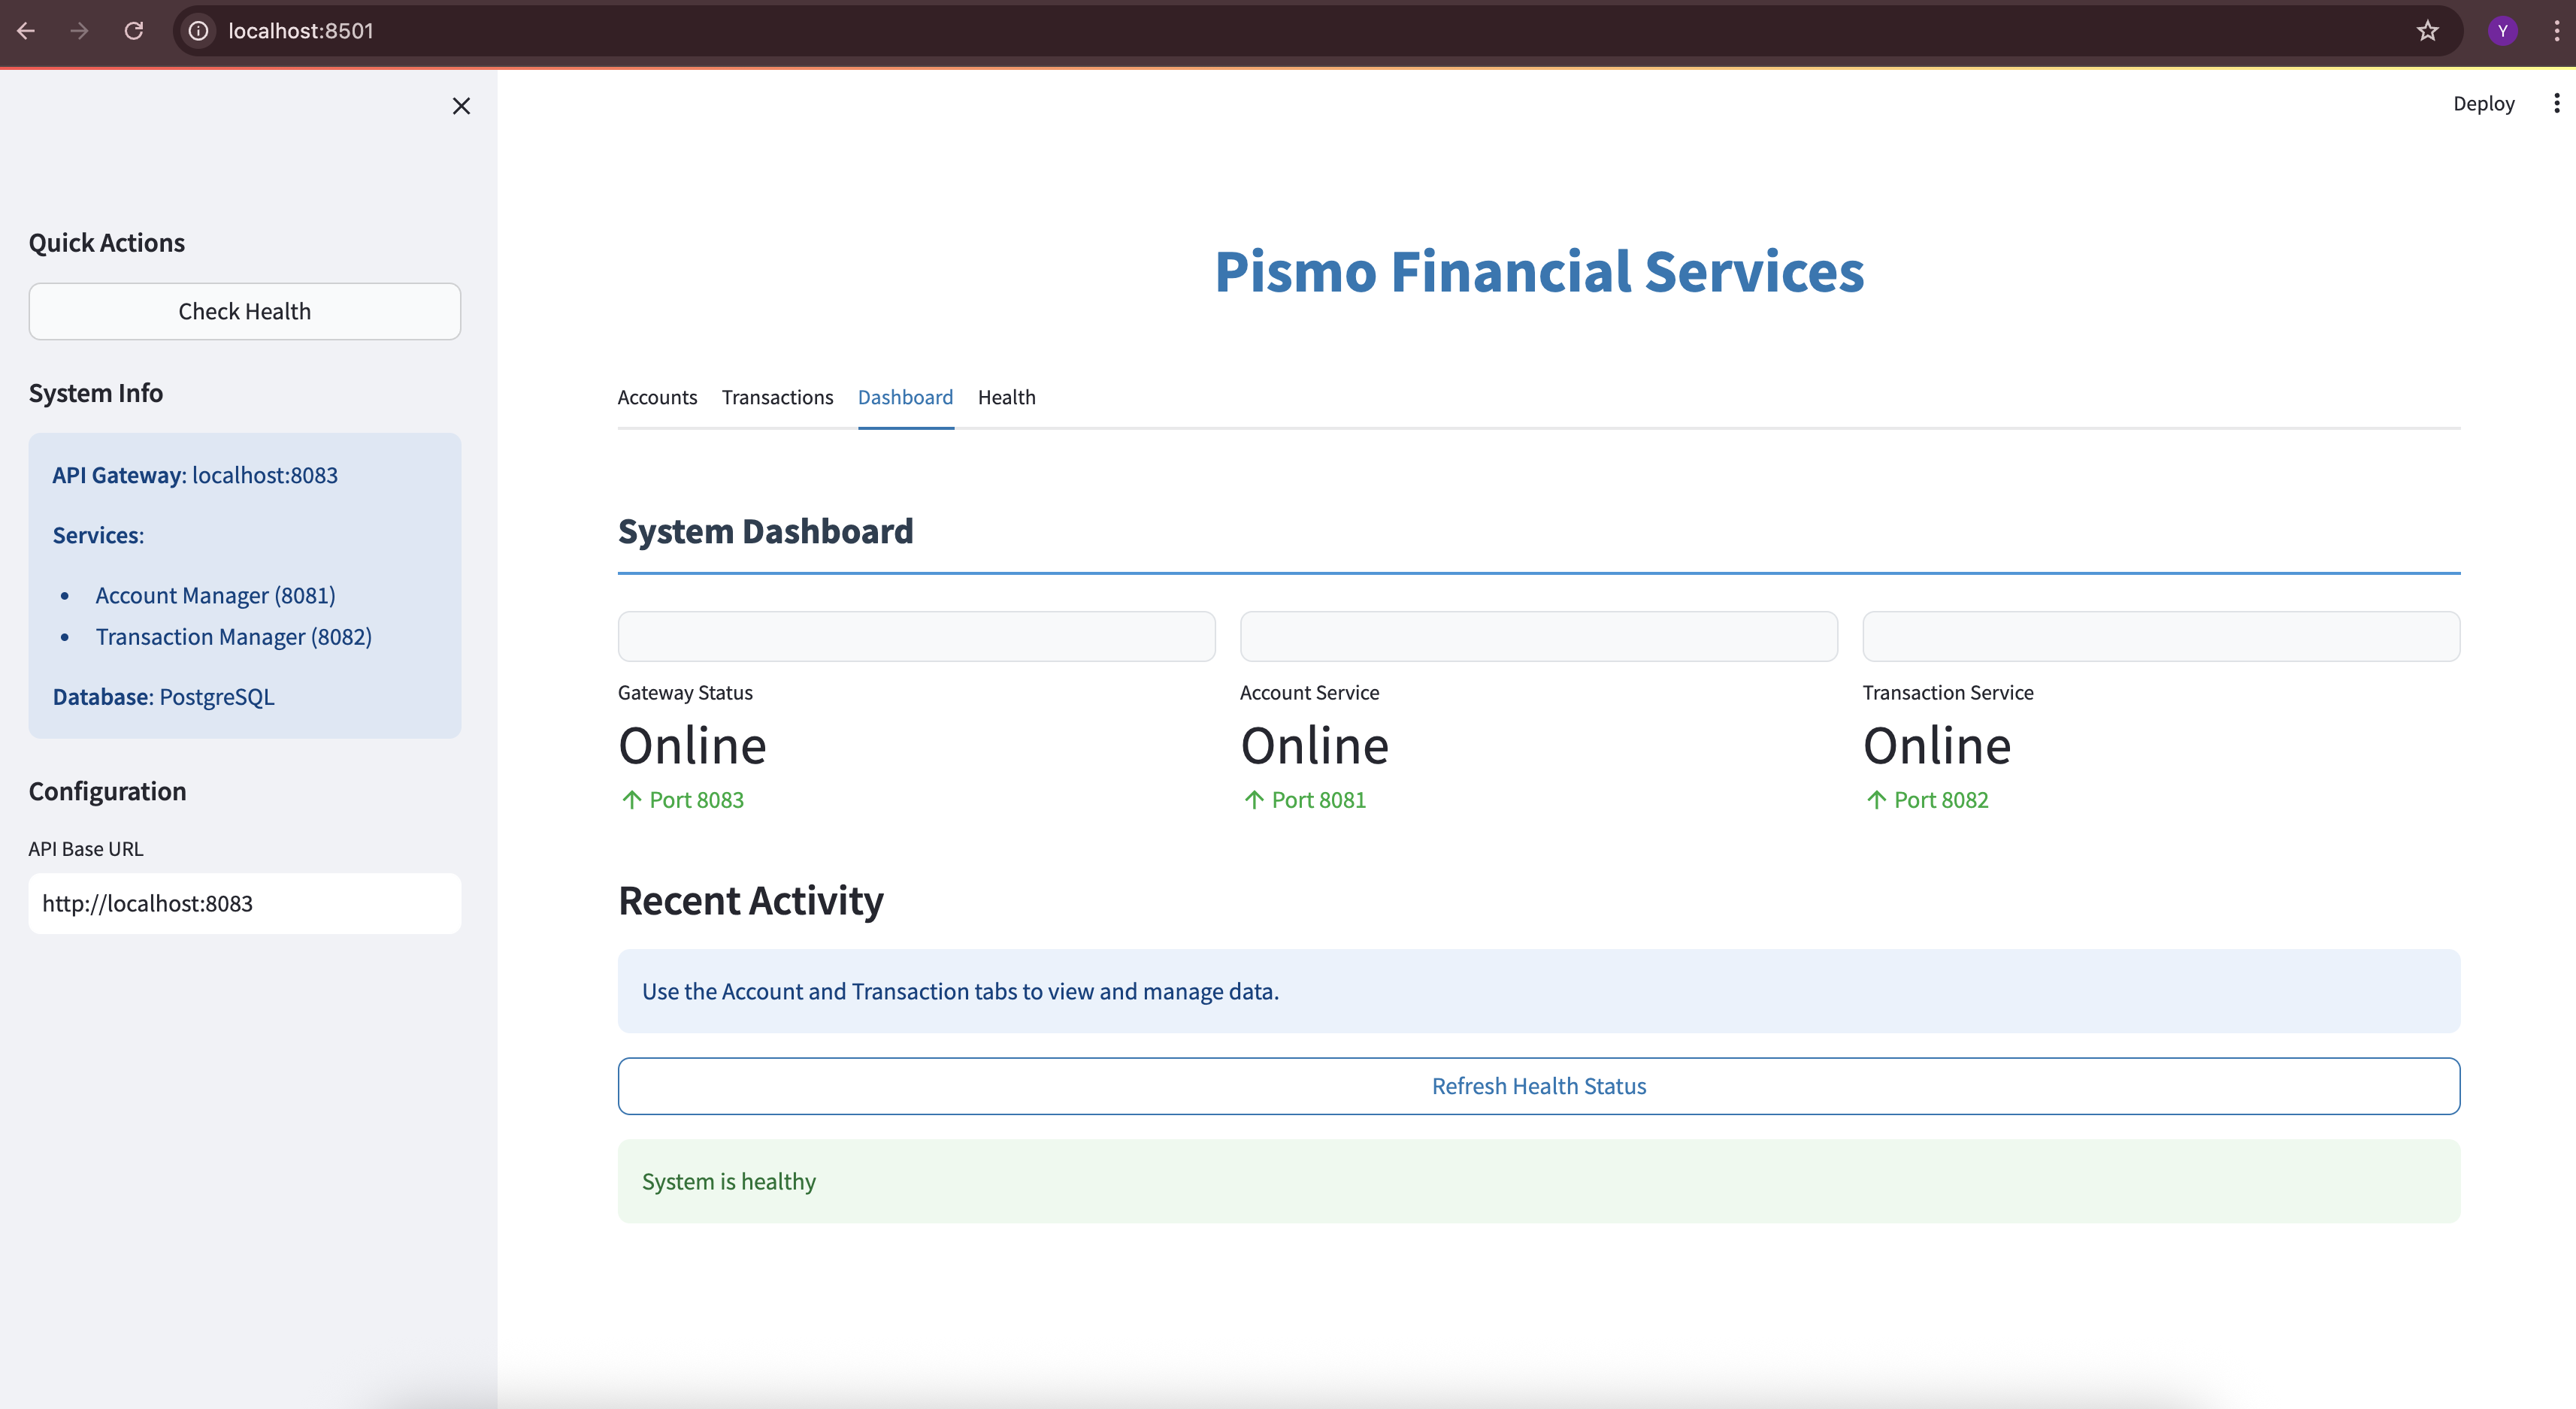 localhost:8501
Y
Deploy
Quick Actions
Check Health
System Info
API Gateway: localhost:8083
Services:
• Account Manager (8081)
• Transaction Manager (8082)
Database: PostgreSQL
Configuration
API Base URL
http://localhost:8083
Pismo Financial Services
Accounts Transactions Dashboard Health
System Dashboard
Gateway Status
Online
↑ Port 8083
Account Service
Online
↑ Port 8081
Transaction Service
Online
↑ Port 8082
Recent Activity
Use the Account and Transaction tabs to view and manage data.
Refresh Health Status
System is healthy